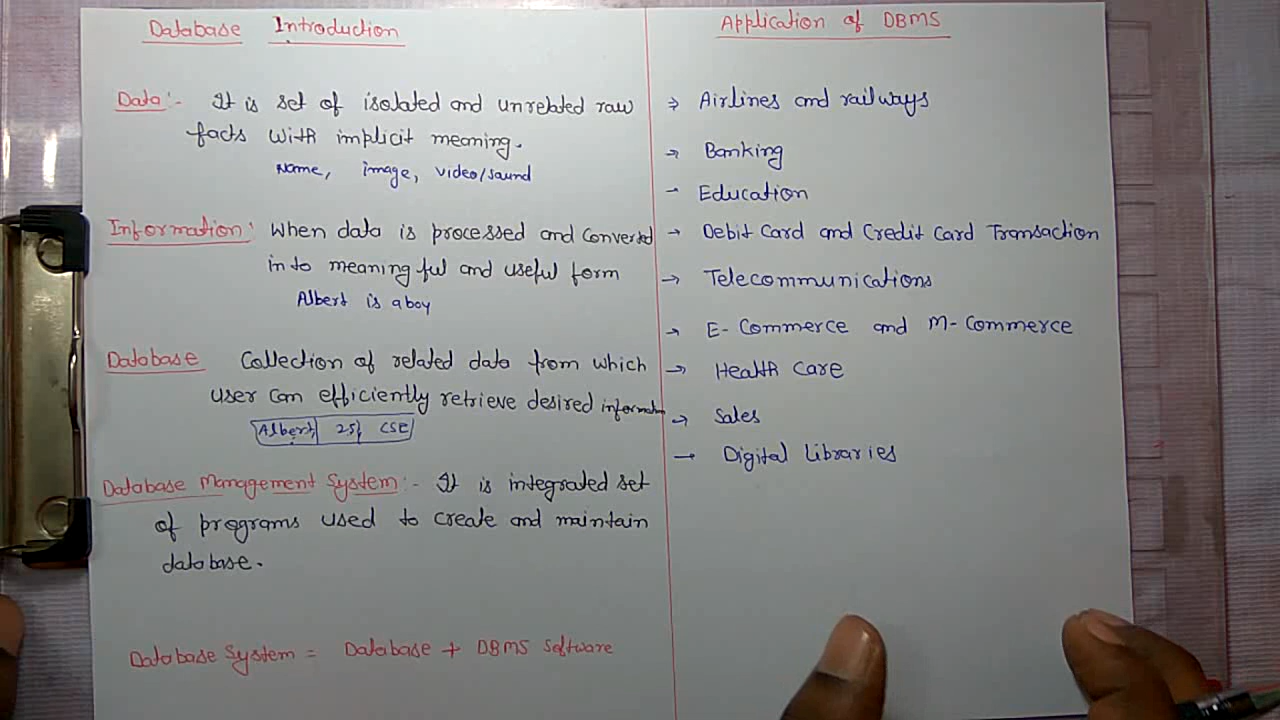 Database Introduction
Data:- It is set of isolated and unrelated raw
facts with implicit meaning.
Name, image, video/sound
Information: When data is processed and converted
in to meaningful and useful form
Albert is a boy
Database Collection of related data from which
user can efficiently retrieve desired information
Albert, 25, CSE
Database Management System:- It is integrated set
of programs used to create and maintain
database.
Database System = Database + DBMS Software
Application of DBMS
→ Airlines and railways
→ Banking
- Education
→ Debit Card and Credit Card Transaction
→ Telecommunications
→ E-Commerce and M-Commerce
→ Health Care
→ Sales
→ Digital Libraries